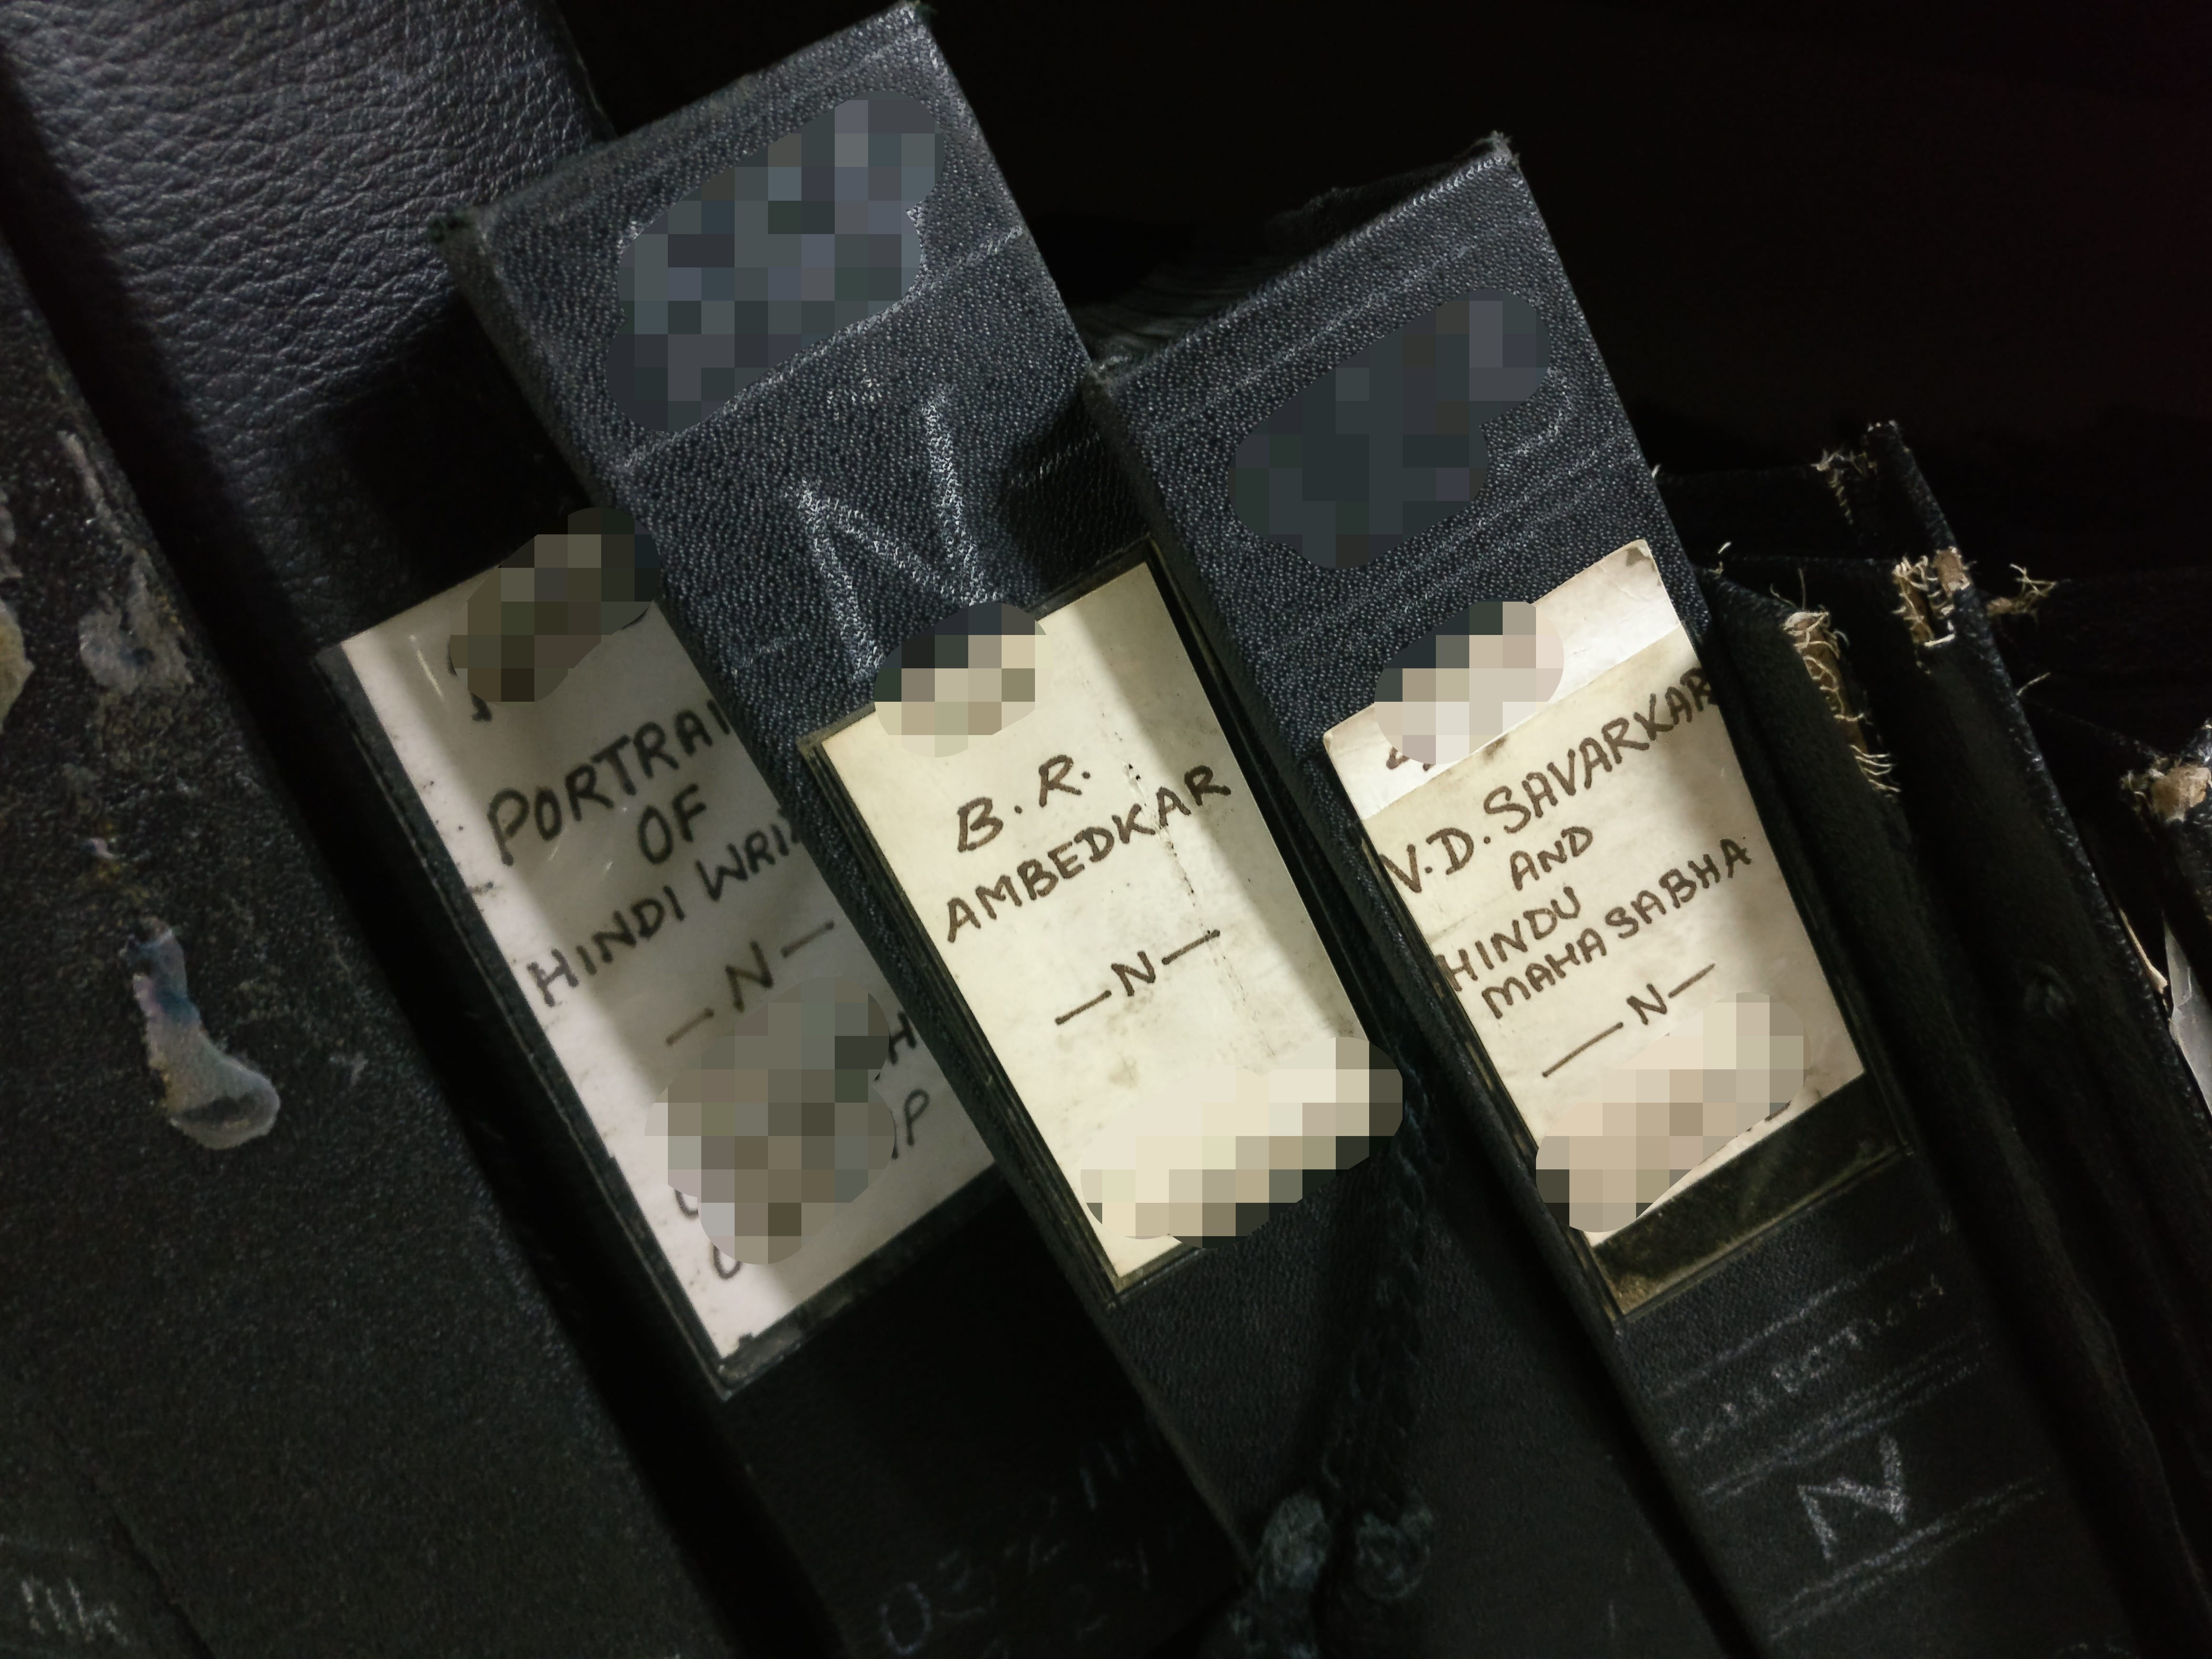 PORTRAI
OF
HINDI WRI
— N —
N
B. R.
AMBEDKAR
— N —
V.D. SAVARKAR
AND
HINDU
MAHASABHA
— N —
N